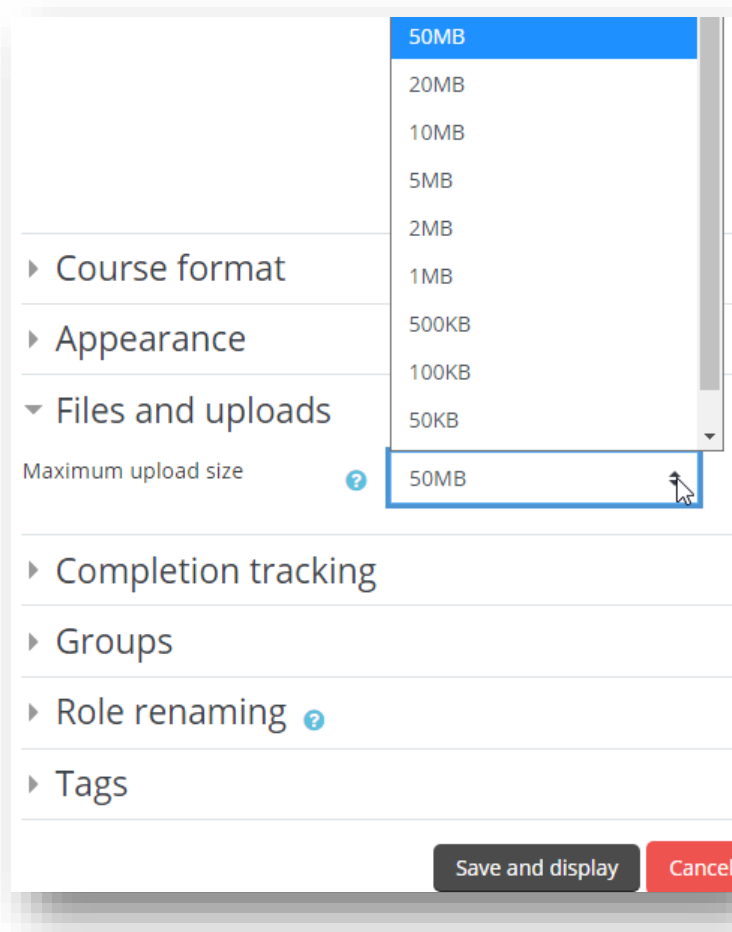 50MB
20MB
10MB
5MB
2MB
1MB
500KB
100KB
50KB
Course format
Appearance
Files and uploads
Maximum upload size
50MB
Completion tracking
Groups
Role renaming
Tags
Save and display
Cancel